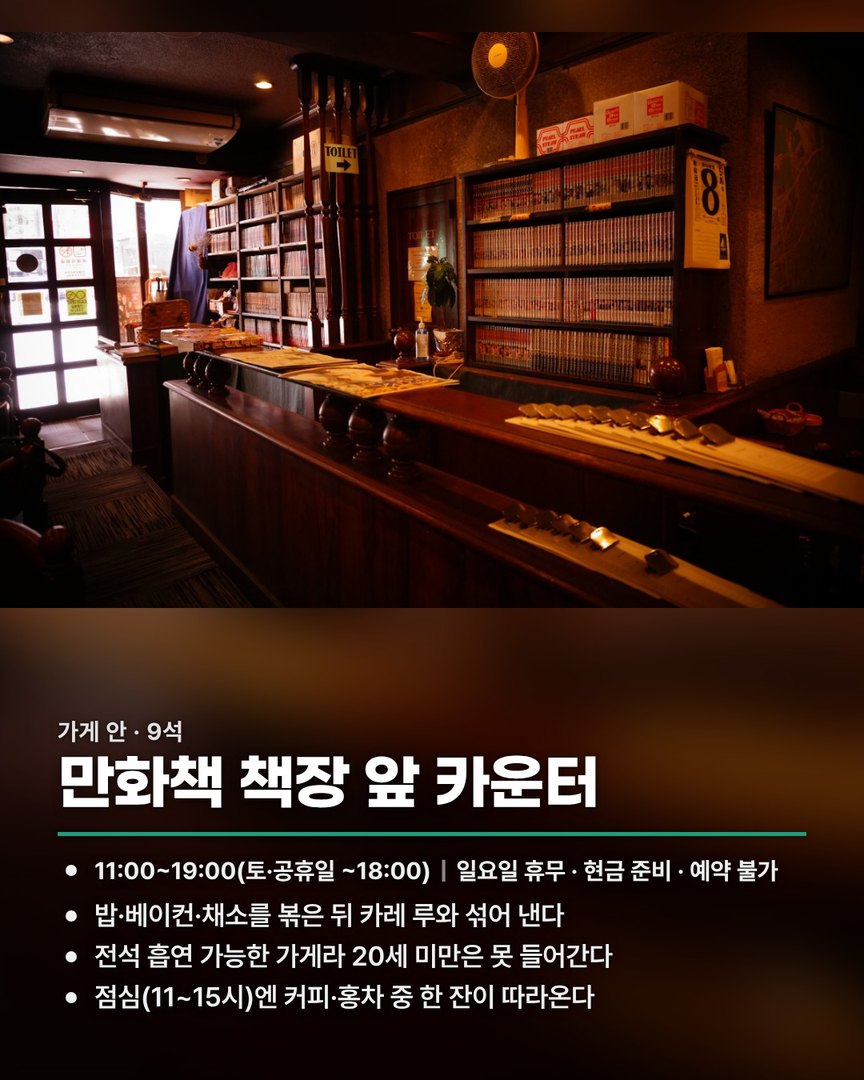 TOILET
8
TOILET
PEARL STRAW
PEARL STRAW
가게 안 · 9석
만화책 책장 앞 카운터
11:00~19:00(토·공휴일 ~18:00) | 일요일 휴무 · 현금 준비 · 예약 불가
밥·베이컨·채소를 볶은 뒤 카레 루와 섞어 낸다
전석 흡연 가능한 가게라 20세 미만은 못 들어간다
점심(11~15시)엔 커피·홍차 중 한 잔이 따라온다